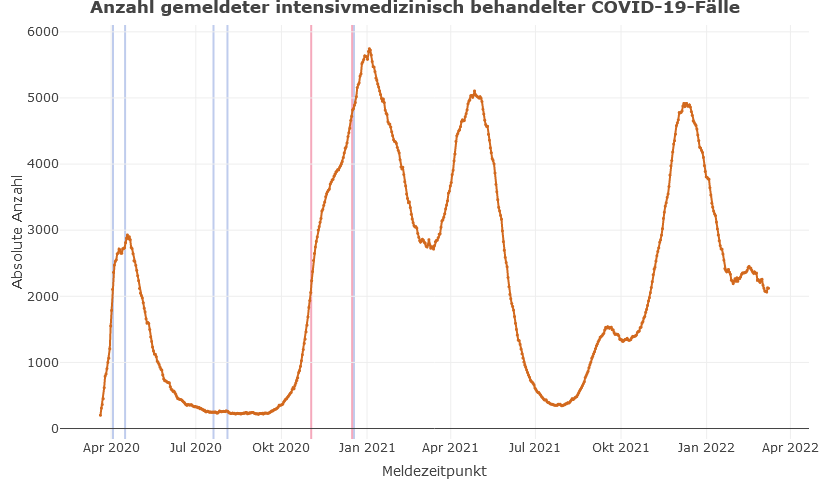 Anzahl gemeldeter intensivmedizinisch behandelter COVID-19-Fälle
6000
5000
4000
3000
2000
1000
0
Absolute Anzahl
Apr 2020 Jul 2020 Okt 2020 Jan 2021 Apr 2021 Jul 2021 Okt 2021 Jan 2022 Apr 2022
Meldezeitpunkt